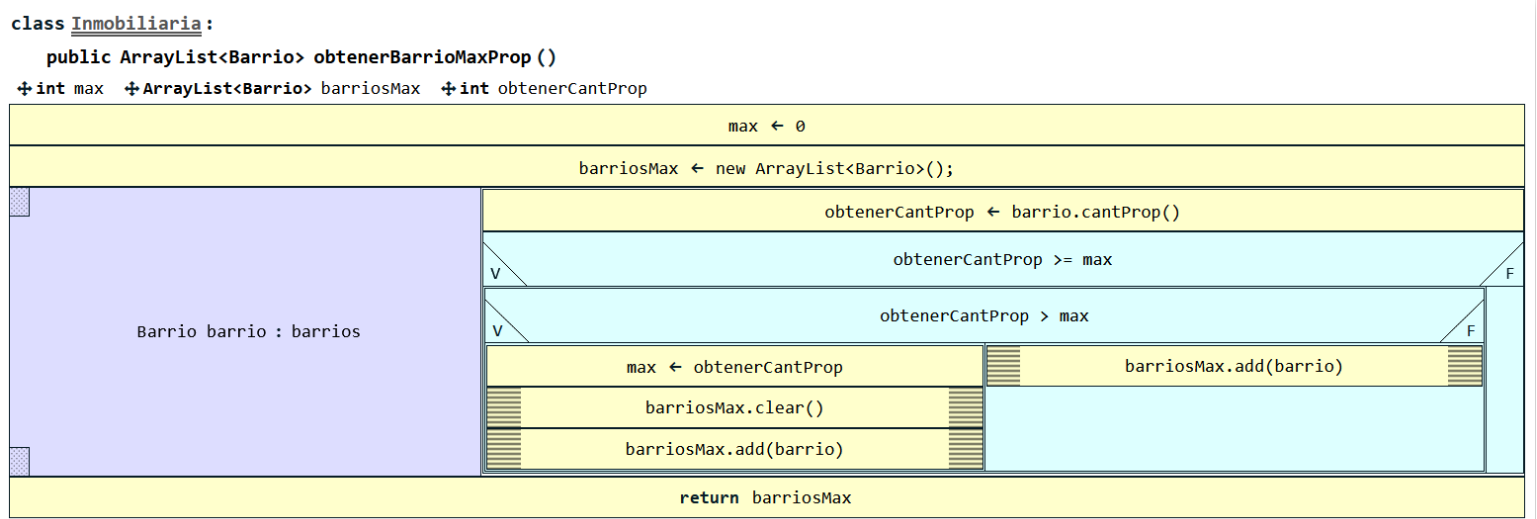 class Inmobiliaria:
public ArrayList<Barrio> obtenerBarrioMaxProp()
int max ArrayList<Barrio> barriosMax int obtenerCantProp
max ← 0
barriosMax ← new ArrayList<Barrio>();
obtenerCantProp ← barrio.cantProp()
V obtenerCantProp >= max F
Barrio barrio : barrios
V obtenerCantProp > max F
max ← obtenerCantProp
barriosMax.clear()
barriosMax.add(barrio)
barriosMax.add(barrio)
return barriosMax